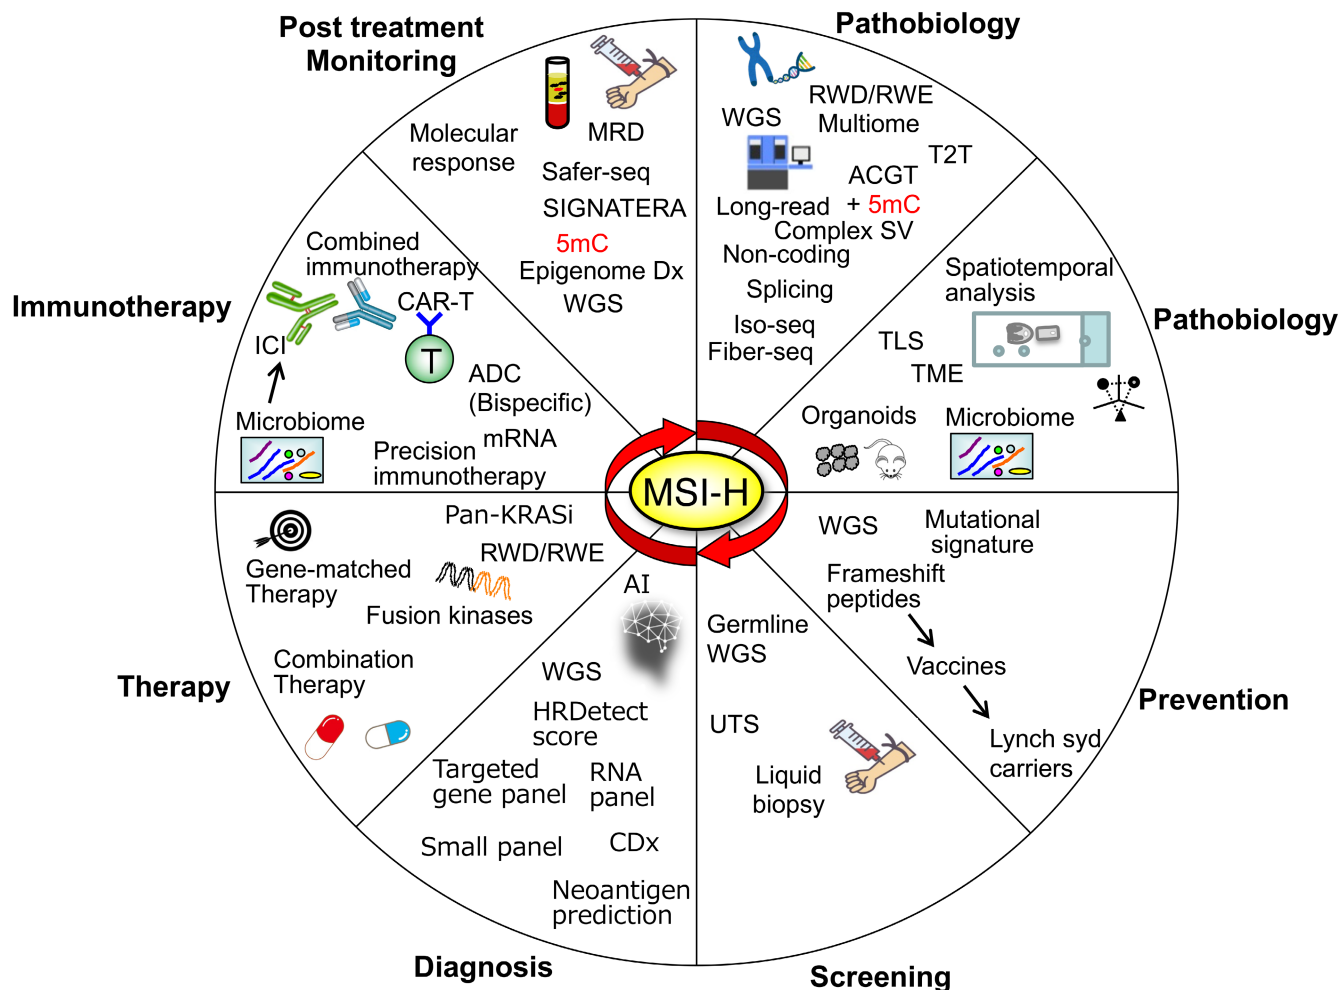 Post treatment
Monitoring
Molecular
response
MRD
Safer-seq
SIGNATERA
5mC
Epigenome Dx
WGS
Pathobiology
WGS
RWD/RWE
Multiome
T2T
ACGT
+ 5mC
Long-read
Complex SV
Non-coding
Splicing
Iso-seq
Fiber-seq
Pathobiology
Spatiotemporal
analysis
TLS
TME
Organoids
Microbiome
Prevention
WGS
Mutational
signature
Frameshift
peptides
Vaccines
Lynch syd
carriers
Screening
Germline
WGS
UTS
Liquid
biopsy
Diagnosis
AI
WGS
HRDetect
score
Targeted
gene panel
RNA
panel
Small panel
CDx
Neoantigen
prediction
Therapy
Pan-KRASi
RWD/RWE
Gene-matched
Therapy
Fusion kinases
Combination
Therapy
Immunotherapy
Combined
immunotherapy
CAR-T
T
ICI
ADC
(Bispecific)
Microbiome
mRNA
Precision
immunotherapy
MSI-H